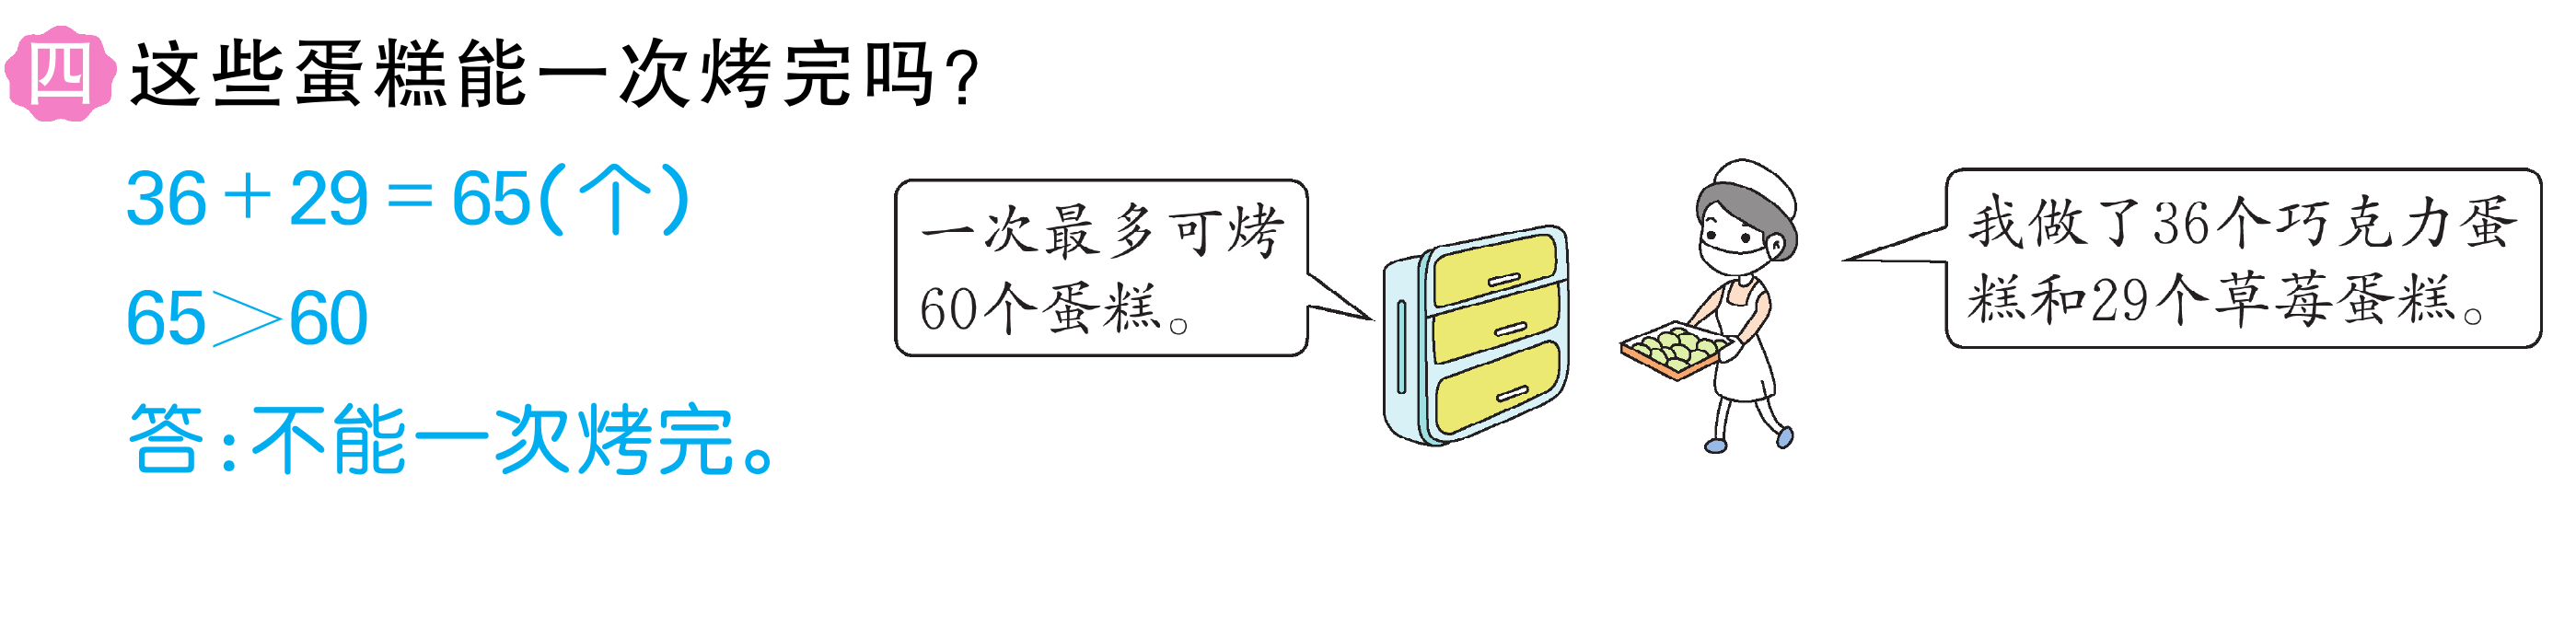 四 这些蛋糕能一次烤完吗？
36+29=65(个)
65>60
答:不能一次烤完。
一次最多可烤
60个蛋糕。
我做了36个巧克力蛋
糕和29个草莓蛋糕。